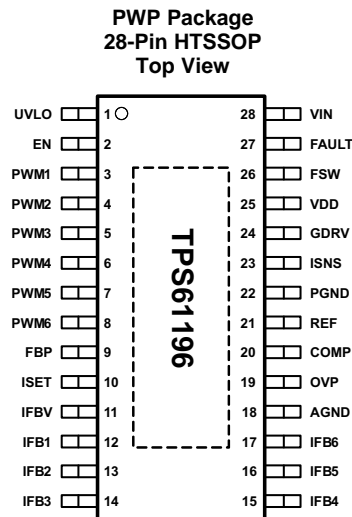 PWP Package
28-Pin HTSSOP
Top View
UVLO 1 28 VIN
EN 2 27 FAULT
PWM1 3 26 FSW
PWM2 4 25 VDD
PWM3 5 24 GDRV
PWM4 6 23 ISNS
PWM5 7 22 PGND
PWM6 8 21 REF
FBP 9 20 COMP
ISET 10 19 OVP
IFBV 11 18 AGND
IFB1 12 17 IFB6
IFB2 13 16 IFB5
IFB3 14 15 IFB4
TPS61196